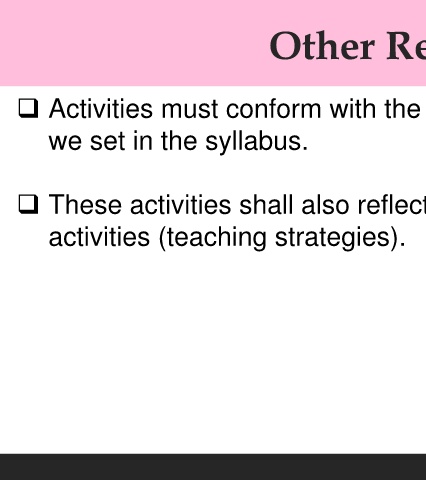 Other Re
❑ Activities must conform with the
we set in the syllabus.
❑ These activities shall also reflect
activities (teaching strategies).